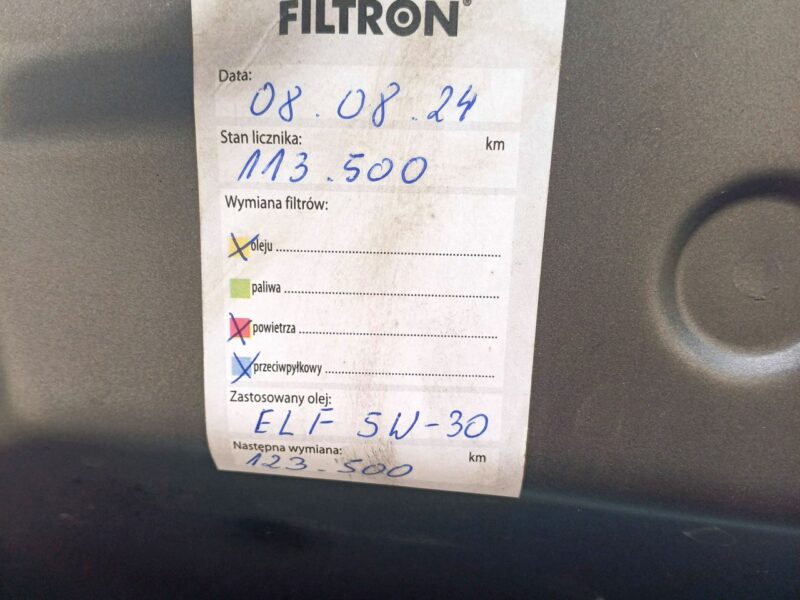 FILTRON®
Data:
08.08.24
Stan licznika:
113.500 km
Wymiana filtrów:
oleju
paliwa
powietrza
przeciwpyłkowy
Zastosowany olej:
ELF 5W-30
Następna wymiana:
123.500 km